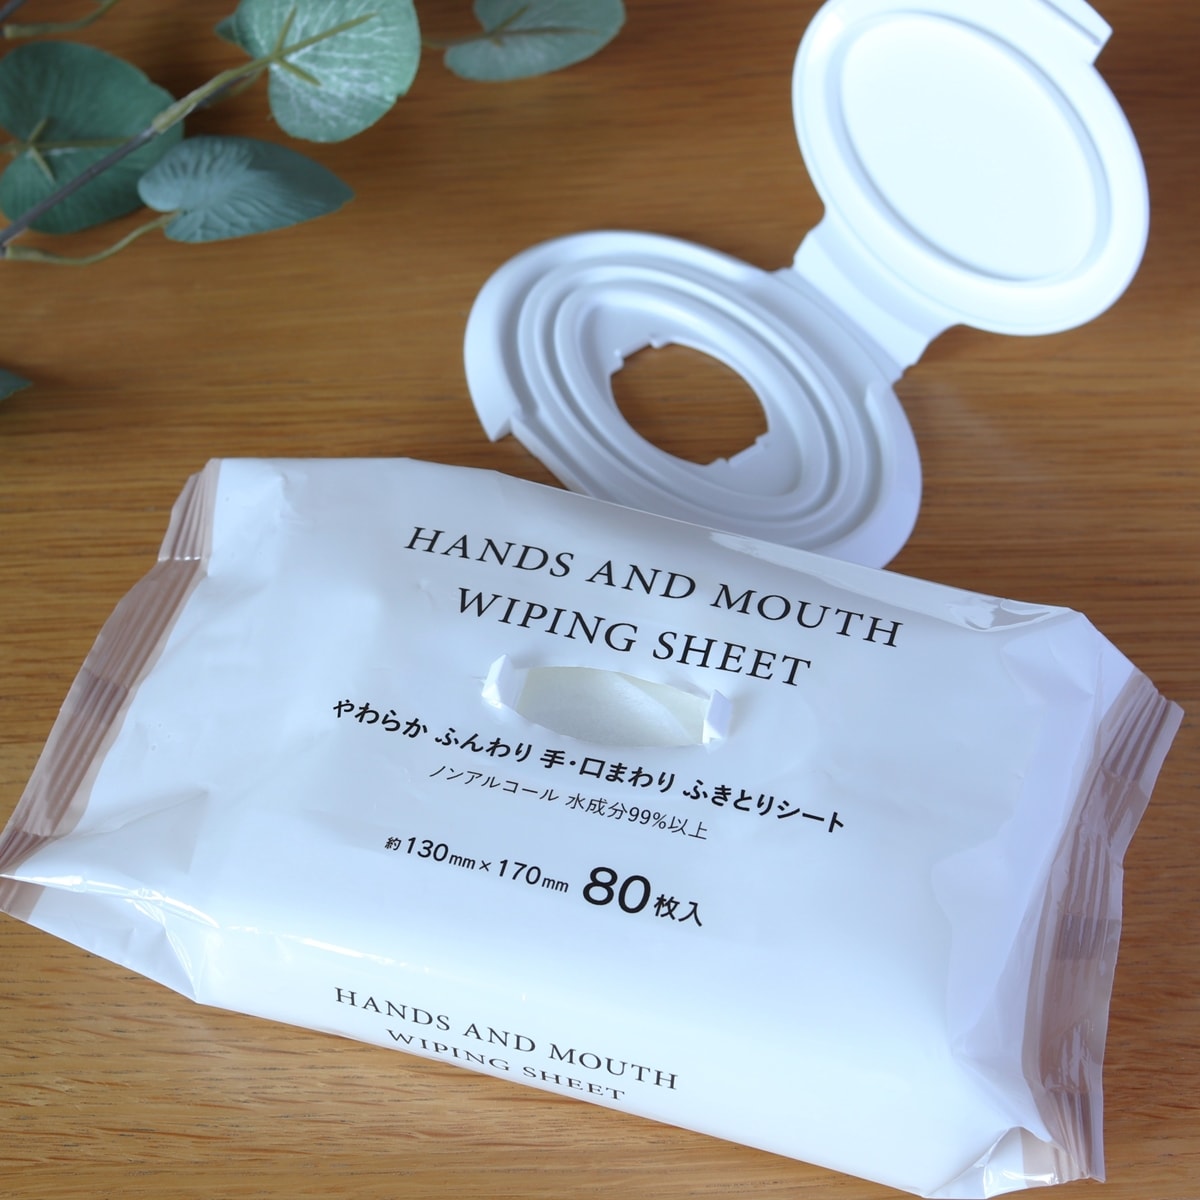 HANDS AND MOUTH
WIPING SHEET
やわらか ふんわり 手・口まわり ふきとりシート
ノンアルコール 水成分99%以上
約130mm×170mm 80枚入
HANDS AND MOUTH
WIPING SHEET